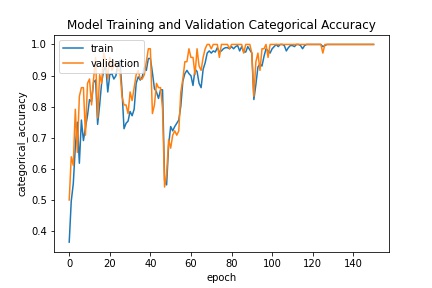 Model Training and Validation Categorical Accuracy
train
validation
1.0
0.9
0.8
0.7
0.6
0.5
0.4
categorical_accuracy
0 20 40 60 80 100 120 140
epoch